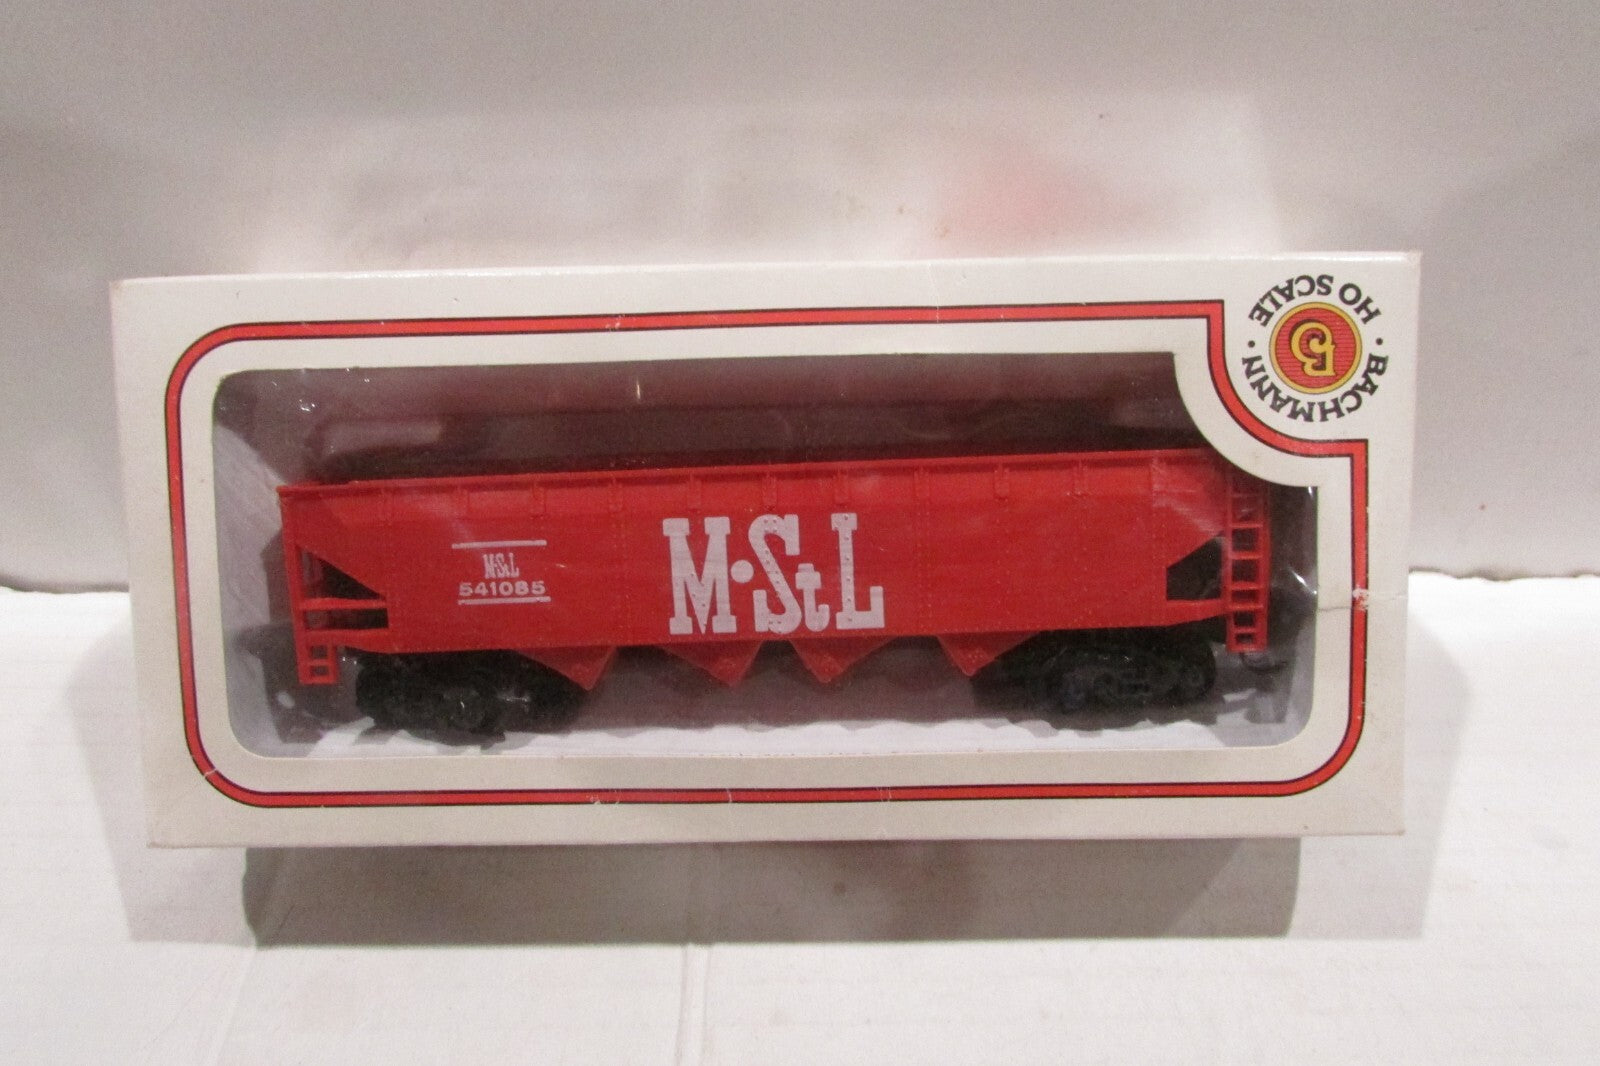 HO SCALE
BACHMANN
B
M·StL
541085
M·StL